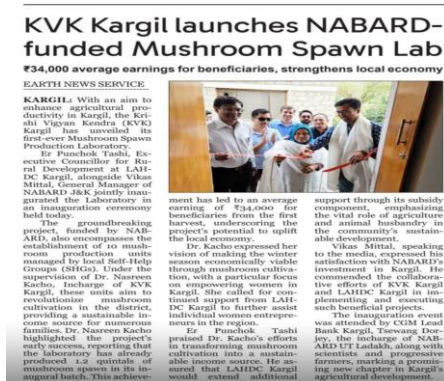 KVK Kargil launches NABARD-
funded Mushroom Spawn Lab
₹34,000 average earnings for beneficiaries, strengthens local economy
EARTH NEWS SERVICE
KARGIL: With an aim to
enhance agricultural pro-
ductivity in Kargil, the Kri-
shi Vigyan Kendra (KVK)
Kargil has unveiled its
first-ever Mushroom Spawn
Production Laboratory.
Er Punchok Tashi, Ex-
ecutive Councillor for Ru-
ral Development at LAH-
DC Kargil, alongside Vikas
Mittal, General Manager of
NABARD J&K jointly inau-
gurated the Laboratory in
an inauguration ceremony
held today.
The groundbreaking
project, funded by NAB-
ARD, also encompasses the
establishment of 10 mush-
room production units
managed by local Self-Help
Groups (SHGs). Under the
supervision of Dr. Nasreen
Kacho, Incharge of KVK
Kargil, these units aim to
revolutionize mushroom
cultivation in the district,
providing a sustainable in-
come source for numerous
families. Dr. Nasreen Kacho
highlighted the project's
early success, reporting that
the laboratory has already
produced 1.2 quintals of
mushroom spawn in its in-
augural batch. This achieve-
ment has led to an average
earning of ₹34,000 for
beneficiaries from the first
harvest, underscoring the
project's potential to uplift
the local economy.
Dr. Kacho expressed her
vision of making the winter
season economically viable
through mushroom cultiva-
tion, with a particular focus
on empowering women in
Kargil. She called for con-
tinued support from LAH-
DC Kargil to further assist
individual women entrepre-
neurs in the region.
Er Punchok Tashi
praised Dr. Kacho's efforts
in transforming mushroom
cultivation into a sustain-
able income source. He as-
sured that LAHDC Kargil
would extend additional
support through its subsidy
component, emphasizing
the vital role of agriculture
and animal husbandry in
the community's sustain-
able development.
Vikas Mittal, speaking
to the media, expressed his
satisfaction with NABARD's
investment in Kargil. He
commended the collabora-
tive efforts of KVK Kargil
and LAHDC Kargil in im-
plementing and executing
such beneficial projects.
The inauguration event
was attended by CGM Lead
Bank Kargil, Tsewang Dor-
jey, the incharge of NAB-
ARD UT Ladakh, along with
scientists and progressive
farmers, marking a promis-
ing new chapter in Kargil's
agricultural development.